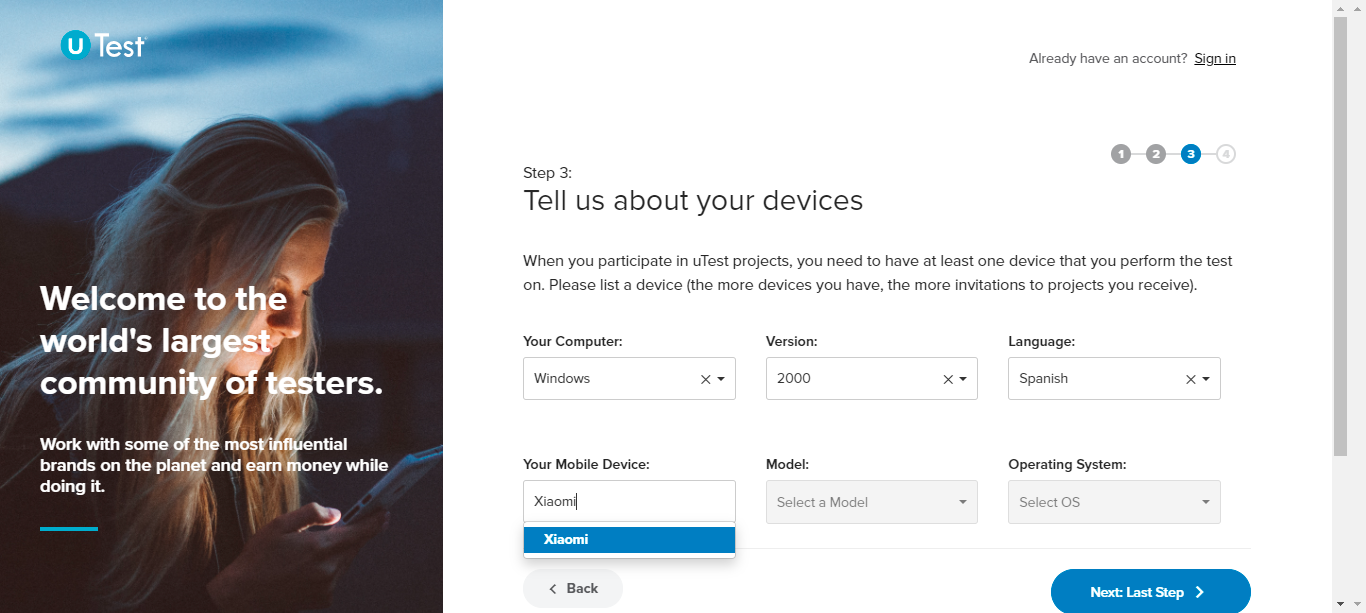 uTest
Already have an account? Sign in
1 2 3 4
Step 3:
Tell us about your devices
When you participate in uTest projects, you need to have at least one device that you perform the test
on. Please list a device (the more devices you have, the more invitations to projects you receive).
Welcome to the
world's largest
community of testers.
Work with some of the most influential
brands on the planet and earn money while
doing it.
Your Computer: Version: Language:
Windows 2000 Spanish
Your Mobile Device: Model: Operating System:
Xiaomi Select a Model Select OS
Xiaomi
Back Next: Last Step